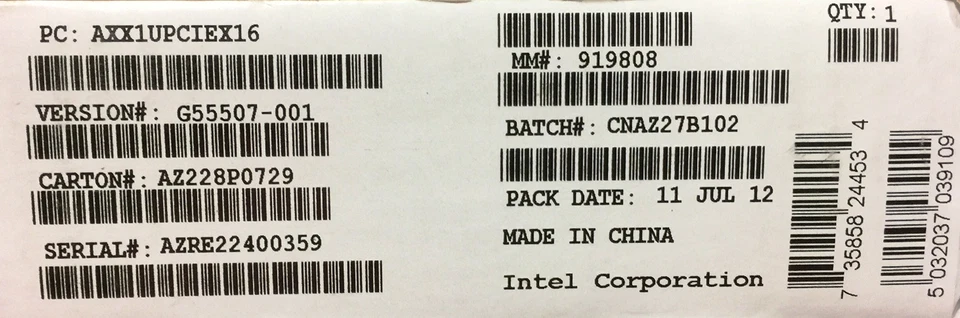 PC: AXX1UPCIEX16
VERSION#: G55507-001
CARTON#: AZ228P0729
SERIAL#: AZRE22400359
MM#: 919808
BATCH#: CNAZ27B102
PACK DATE: 11 JUL 12
MADE IN CHINA
Intel Corporation
QTY: 1
7 35858 24453 4
5 032037 039109